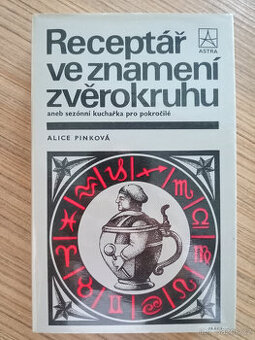 Receptář
ve znamení
zvěrokruhu
aneb sezónní kuchařka pro pokročilé
ALICE PINKOVÁ
ASTRA